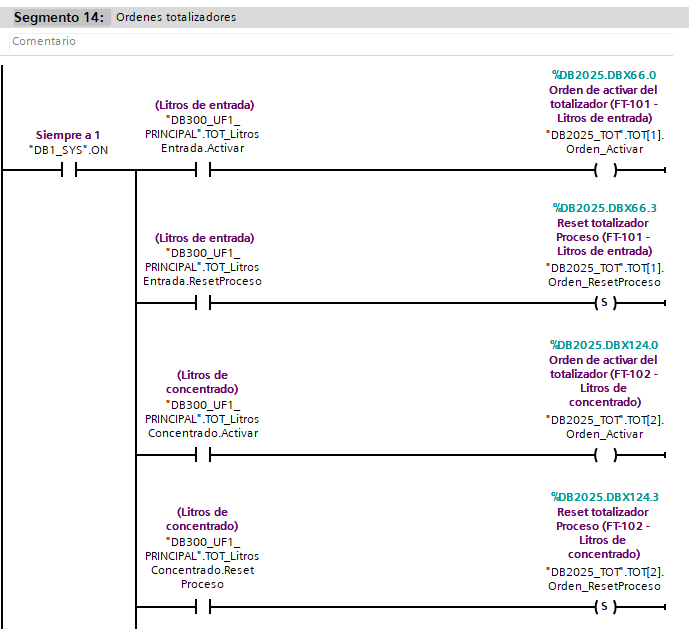 Segmento 14: Ordenes totalizadores
Comentario
Siempre a 1
"DB1_SYS".ON
(Litros de entrada)
"DB300_UF1_
PRINCIPAL".TOT_Litros
Entrada.Activar
%DB2025.DBX66.0
Orden de activar del
totalizador (FT-101 -
Litros de entrada)
"DB2025_TOT".TOT[1].
Orden_Activar
(Litros de entrada)
"DB300_UF1_
PRINCIPAL".TOT_Litros
Entrada.ResetProceso
%DB2025.DBX66.3
Reset totalizador
Proceso (FT-101 -
Litros de entrada)
"DB2025_TOT".TOT[1].
Orden_ResetProceso
S
(Litros de
concentrado)
"DB300_UF1_
PRINCIPAL".TOT_Litros
Concentrado.Activar
%DB2025.DBX124.0
Orden de activar del
totalizador (FT-102 -
Litros de
concentrado)
"DB2025_TOT".TOT[2].
Orden_Activar
(Litros de
concentrado)
"DB300_UF1_
PRINCIPAL".TOT_Litros
Concentrado.Reset
Proceso
%DB2025.DBX124.3
Reset totalizador
Proceso (FT-102 -
Litros de
concentrado)
"DB2025_TOT".TOT[2].
Orden_ResetProceso
S